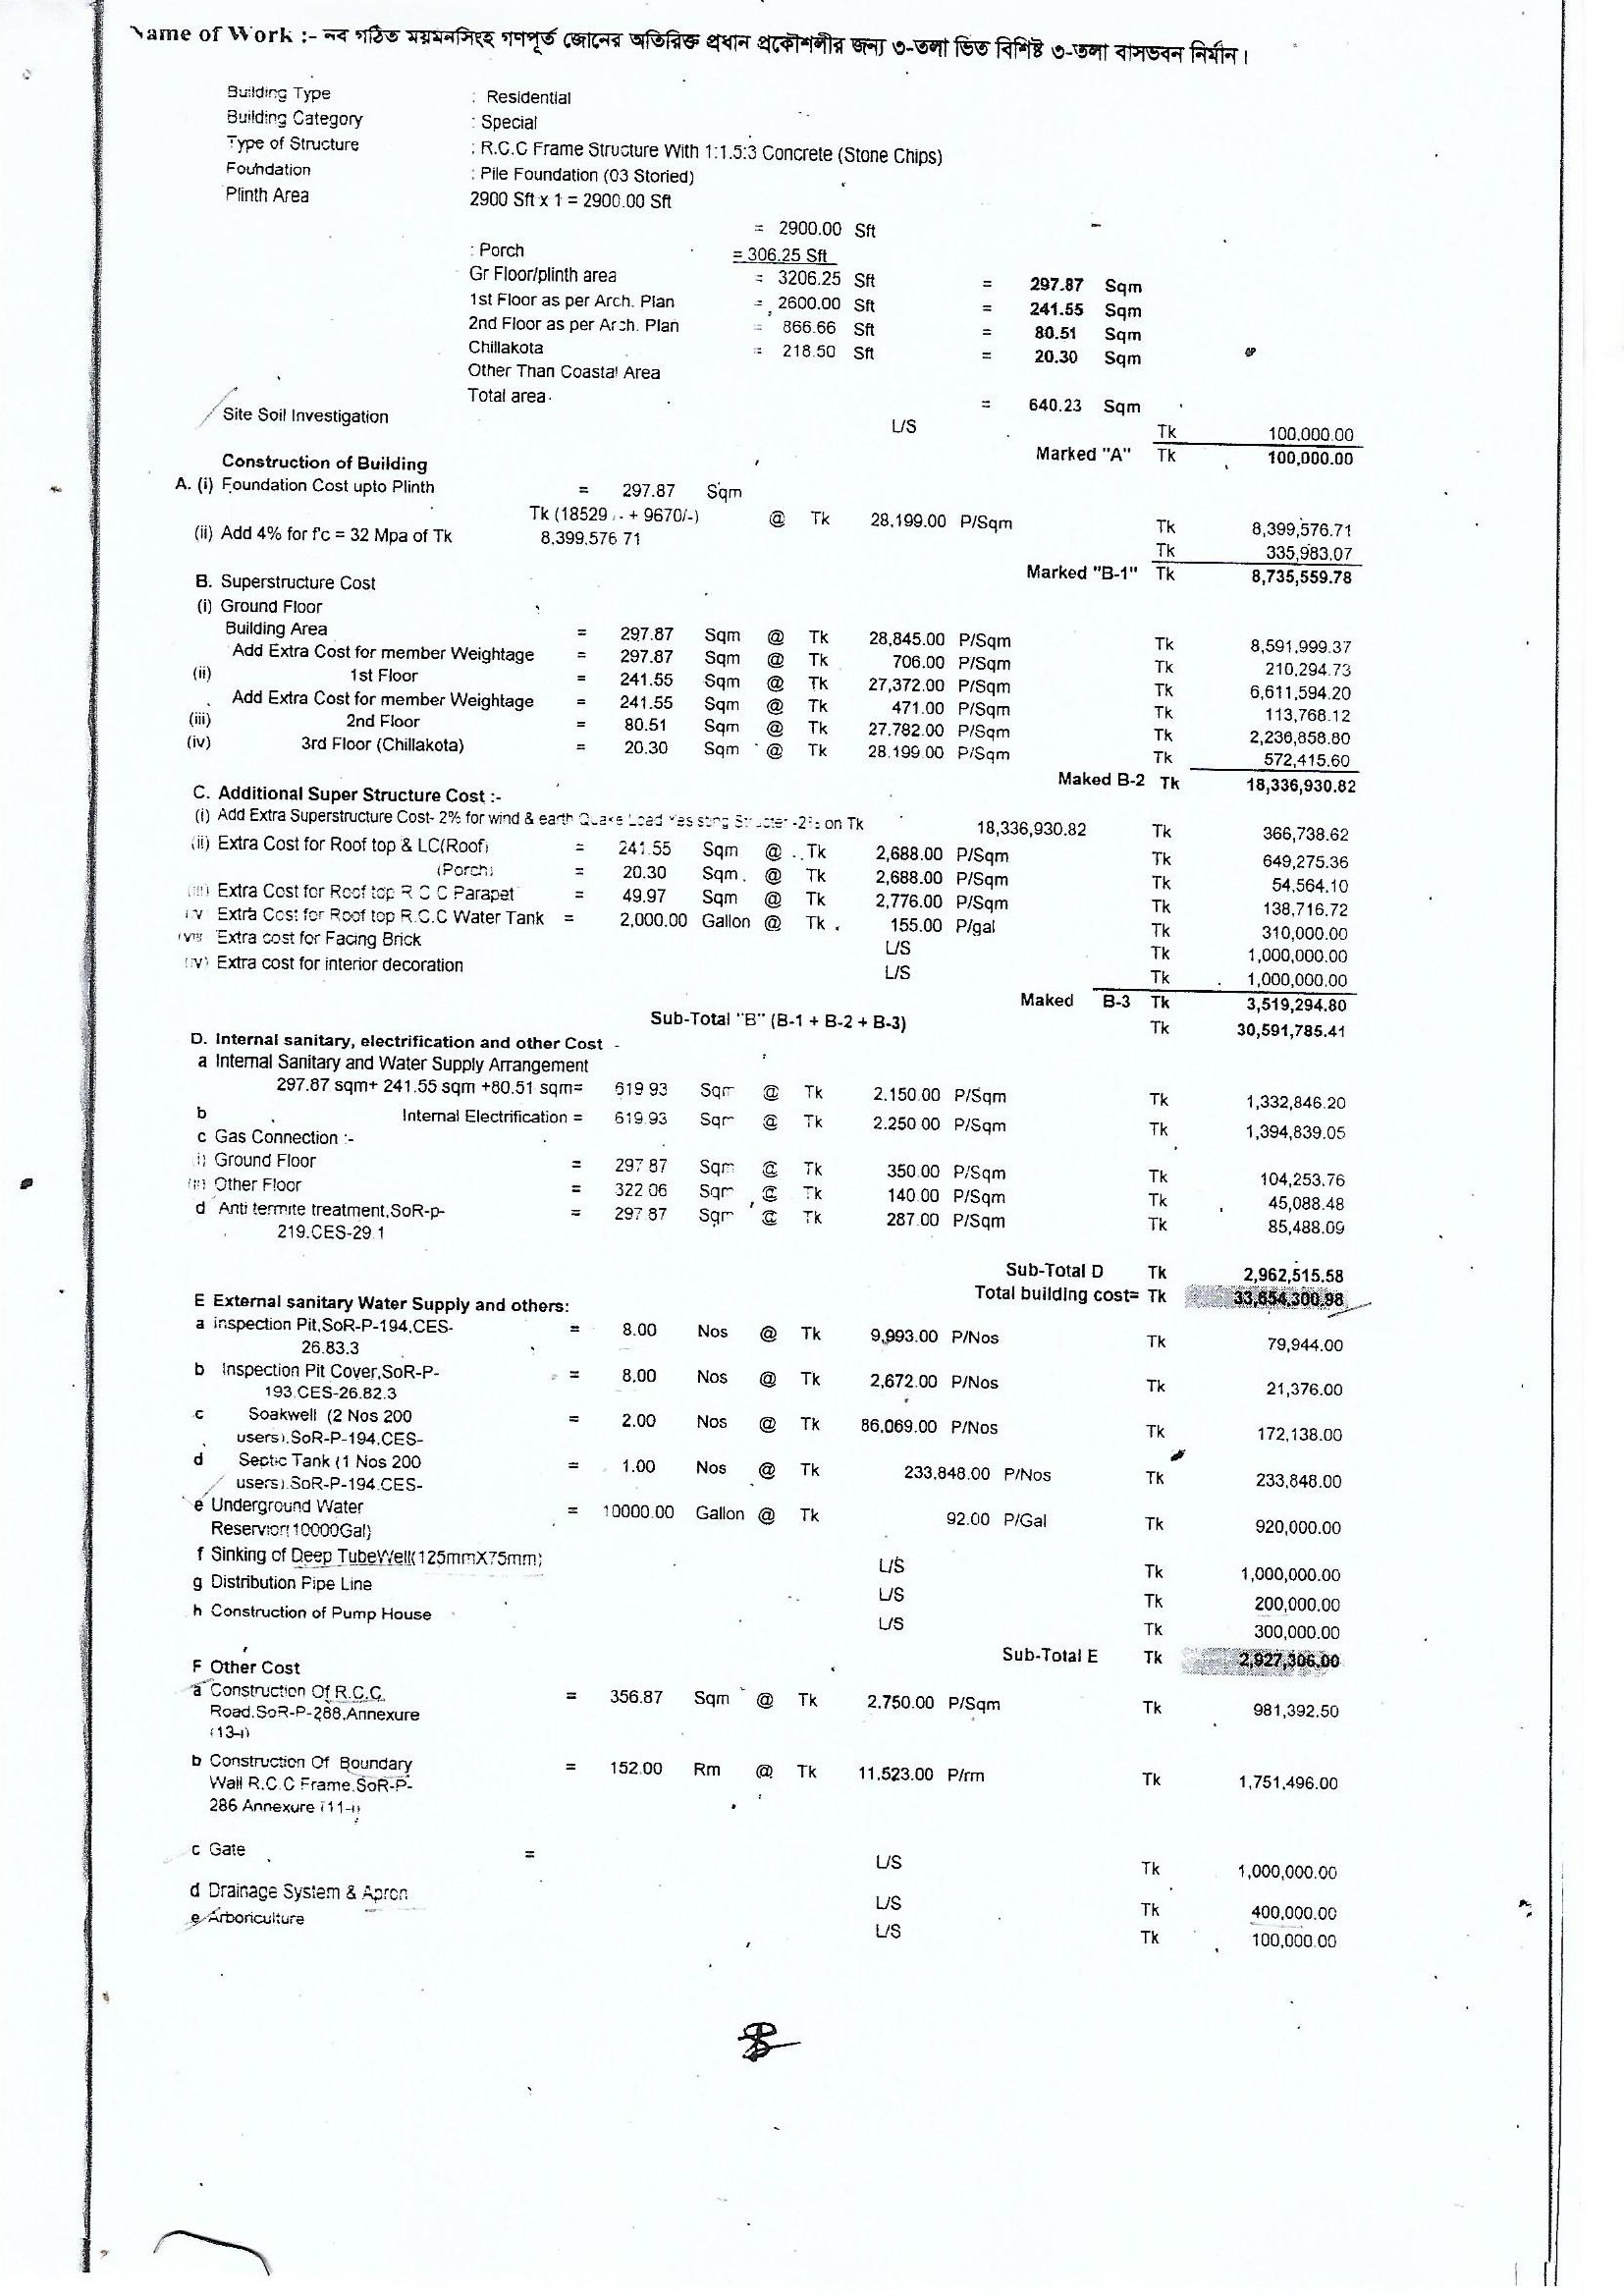 Name of Work :- নব গঠিত ময়মনসিংহ গণপূর্ত জোনের অতিরিক্ত প্রধান প্রকৌশলীর জন্য ৩-তলা ভিত বিশিষ্ট ৩-তলা বাসভবন নির্মান।
Building Type : Residential
Building Category : Special
Type of Structure : R.C.C Frame Structure With 1:1.5:3 Concrete (Stone Chips)
Foundation : Pile Foundation (03 Storied)
Plinth Area 2900 Sft x 1 = 2900.00 Sft
= 2900.00 Sft
: Porch = 306.25 Sft
Gr Floor/plinth area = 3206.25 Sft = 297.87 Sqm
1st Floor as per Arch. Plan = 2600.00 Sft = 241.55 Sqm
2nd Floor as per Arch. Plan = 866.66 Sft = 80.51 Sqm
Chillakota = 218.50 Sft = 20.30 Sqm
Other Than Coastal Area
Total area = 640.23 Sqm
Site Soil Investigation L/S Tk 100,000.00
Marked "A" Tk 100,000.00
Construction of Building
A. (i) Foundation Cost upto Plinth = 297.87 Sqm
Tk (18529/- + 9670/-) @ Tk 28,199.00 P/Sqm Tk 8,399,576.71
(ii) Add 4% for f'c = 32 Mpa of Tk 8,399,576.71 Tk 335,983.07
Marked "B-1" Tk 8,735,559.78
B. Superstructure Cost
(i) Ground Floor
Building Area = 297.87 Sqm @ Tk 28,845.00 P/Sqm Tk 8,591,999.37
Add Extra Cost for member Weightage = 297.87 Sqm @ Tk 706.00 P/Sqm Tk 210,294.73
(ii) 1st Floor = 241.55 Sqm @ Tk 27,372.00 P/Sqm Tk 6,611,594.20
Add Extra Cost for member Weightage = 241.55 Sqm @ Tk 471.00 P/Sqm Tk 113,768.12
(iii) 2nd Floor = 80.51 Sqm @ Tk 27.782.00 P/Sqm Tk 2,236,858.80
(iv) 3rd Floor (Chillakota) = 20.30 Sqm @ Tk 28.199.00 P/Sqm Tk 572,415.60
Maked B-2 Tk 18,336,930.82
C. Additional Super Structure Cost :-
(i) Add Extra Superstructure Cost- 2% for wind & earth Quake Load -2% on Tk 18,336,930.82 Tk 366,738.62
(ii) Extra Cost for Roof top & LC(Roof) = 241.55 Sqm @ Tk 2,688.00 P/Sqm Tk 649,275.36
(Porch) = 20.30 Sqm. @ Tk 2,688.00 P/Sqm Tk 54,564.10
Extra Cost for Roof top R C C Parapet = 49.97 Sqm @ Tk 2,776.00 P/Sqm Tk 138,716.72
Extra Cost for Roof top R.C.C Water Tank = 2,000.00 Gallon @ Tk 155.00 P/gal Tk 310,000.00
Extra cost for Facing Brick L/S Tk 1,000,000.00
Extra cost for interior decoration L/S Tk 1,000,000.00
Maked B-3 Tk 3,519,294.80
Sub-Total "B" (B-1 + B-2 + B-3) Tk 30,591,785.41
D. Internal sanitary, electrification and other Cost -
a Internal Sanitary and Water Supply Arrangement
297.87 sqm+ 241.55 sqm +80.51 sqm= 619 93 Sqm @ Tk 2.150.00 P/Sqm Tk 1,332,846.20
b Internal Electrification = 619.93 Sqm @ Tk 2.250 00 P/Sqm Tk 1,394,839.05
c Gas Connection :-
i) Ground Floor = 297 87 Sqm @ Tk 350.00 P/Sqm Tk 104,253.76
(ii) Other Floor = 322 06 Sqm @ Tk 140.00 P/Sqm Tk 45,088.48
d Anti termite treatment,SoR-p- = 297 87 Sqm @ Tk 287.00 P/Sqm Tk 85,488.09
219.CES-29.1
Sub-Total D Tk 2,962,515.58
Total building cost= Tk 33,654,300.98
E External sanitary Water Supply and others:
a inspection Pit,SoR-P-194,CES- = 8.00 Nos @ Tk 9,993.00 P/Nos Tk 79,944.00
26.83.3
b Inspection Pit Cover,SoR-P- = 8.00 Nos @ Tk 2,672.00 P/Nos Tk 21,376.00
193.CES-26.82.3
c Soakwell (2 Nos 200 = 2.00 Nos @ Tk 86,069.00 P/Nos Tk 172,138.00
users).SoR-P-194,CES-
d Septic Tank (1 Nos 200 = 1.00 Nos @ Tk 233,848.00 P/Nos Tk 233,848.00
users).SoR-P-194.CES-
e Underground Water = 10000.00 Gallon @ Tk 92.00 P/Gal Tk 920,000.00
Reservior(10000Gal)
f Sinking of Deep TubeWell(125mmX75mm) L/S Tk 1,000,000.00
g Distribution Pipe Line L/S Tk 200,000.00
h Construction of Pump House L/S Tk 300,000.00
Sub-Total E Tk 2,927,306.00
F Other Cost
a Construction Of R.C.C. = 356.87 Sqm @ Tk 2.750.00 P/Sqm Tk 981,392.50
Road.SoR-P-288,Annexure
(13-i)
b Construction Of Boundary = 152.00 Rm @ Tk 11.523.00 P/rm Tk 1,751,496.00
Wall R.C.C Frame.SoR-P-
286 Annexure (11-i)
c Gate = L/S Tk 1,000,000.00
d Drainage System & Apron L/S Tk 400,000.00
e Arboriculture L/S Tk 100,000.00